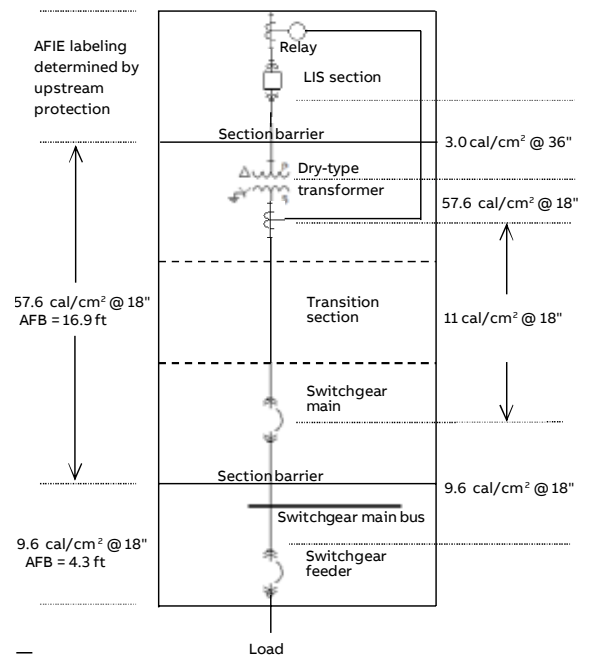 AFIE labeling
determined by
upstream
protection
Relay
LIS section
Section barrier
3.0 cal/cm² @ 36"
Dry-type
transformer
57.6 cal/cm² @ 18"
57.6 cal/cm² @ 18"
AFB = 16.9 ft
Transition
section
11 cal/cm² @ 18"
Switchgear
main
Section barrier
9.6 cal/cm² @ 18"
Switchgear main bus
9.6 cal/cm² @ 18"
AFB = 4.3 ft
Switchgear
feeder
Load